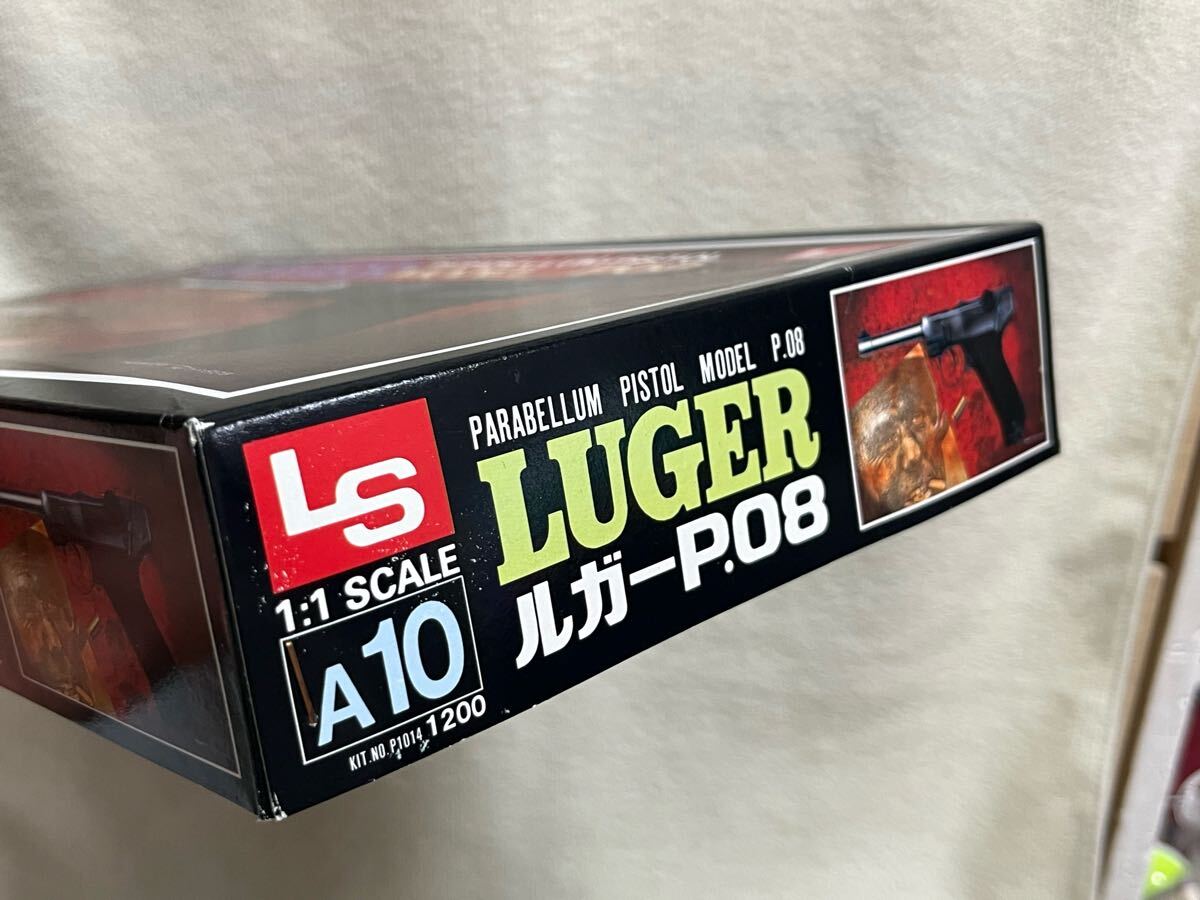 LS
1:1 SCALE
A10
KIT.NO.P1014 1200
PARABELLUM PISTOL MODEL P.08
LUGER
ルガーP.08